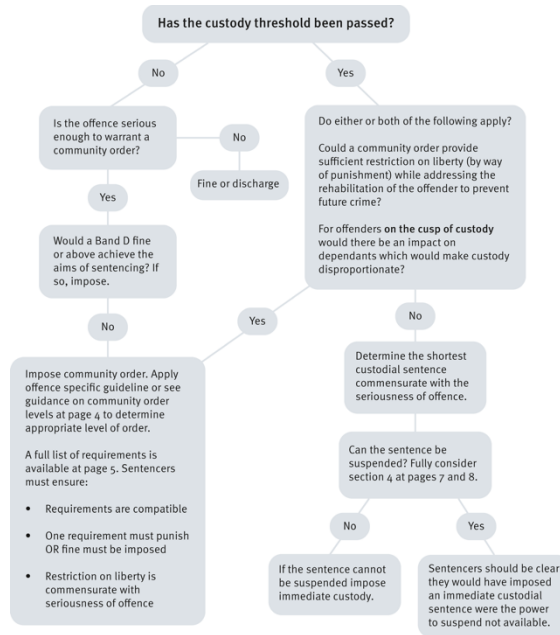 Has the custody threshold been passed?
No
Yes
Is the offence serious
enough to warrant a
community order?
No
Fine or discharge
Yes
Would a Band D fine
or above achieve the
aims of sentencing? If
so, impose.
No
Do either or both of the following apply?
Could a community order provide
sufficient restriction on liberty (by way
of punishment) while addressing the
rehabilitation of the offender to prevent
future crime?
For offenders on the cusp of custody
would there be an impact on
dependants which would make custody
disproportionate?
Yes
No
Impose community order. Apply
offence specific guideline or see
guidance on community order
levels at page 4 to determine
appropriate level of order.
A full list of requirements is
available at page 5. Sentencers
must ensure:
• Requirements are compatible
• One requirement must punish
OR fine must be imposed
• Restriction on liberty is
commensurate with
seriousness of offence
Determine the shortest
custodial sentence
commensurate with the
seriousness of offence.
Can the sentence be
suspended? Fully consider
section 4 at pages 7 and 8.
No
Yes
If the sentence cannot
be suspended impose
immediate custody.
Sentencers should be clear
they would have imposed
an immediate custodial
sentence were the power
to suspend not available.